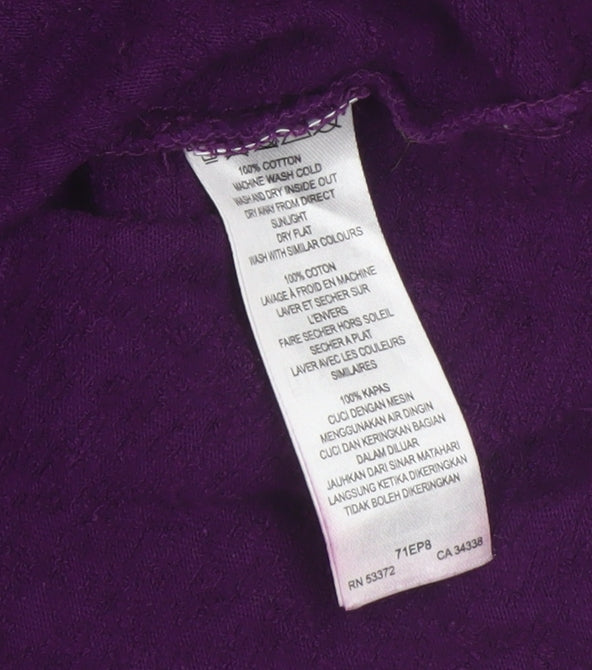 100% COTTON
MACHINE WASH COLD
WASH AND DRY INSIDE OUT
DRY AWAY FROM DIRECT
SUNLIGHT
DRY FLAT
WASH WITH SIMILAR COLOURS
100% COTON
LAVAGE À FROID EN MACHINE
LAVER ET SECHER SUR
L'ENVERS
FAIRE SECHER HORS SOLEIL
SECHER A PLAT
LAVER AVEC LES COULEURS
SIMILAIRES
100% KAPAS
CUCI DENGAN MESIN
MENGGUNAKAN AIR DINGIN
CUCI DAN KERINGKAN BAGIAN
DALAM DILUAR
JAUHKAN DARI SINAR MATAHARI
LANGSUNG KETIKA DIKERINGKAN
TIDAK BOLEH DIKERINGKAN
71EP8
RN 53372 CA 34338